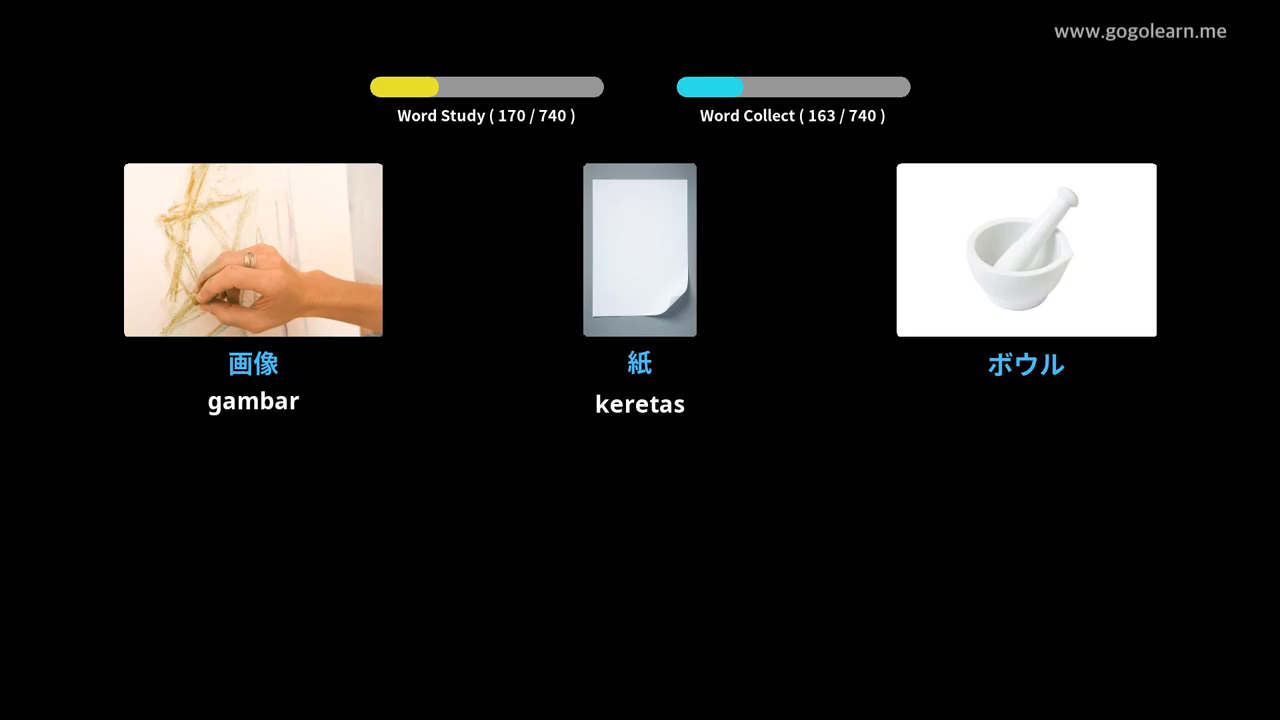 www.gogolearn.me
Word Study ( 170 / 740 )
Word Collect ( 163 / 740 )
画像
紙
ボウル
gambar
keretas